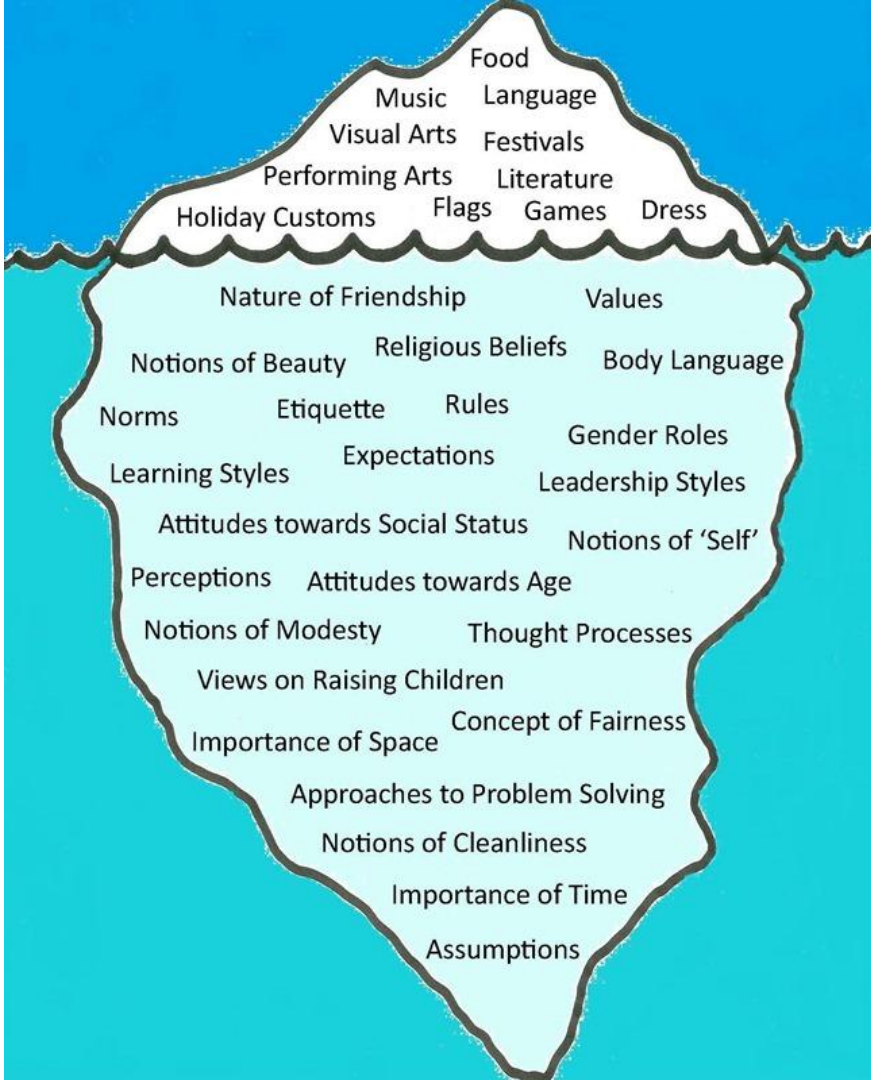 Food
Music Language
Visual Arts Festivals
Performing Arts Literature
Holiday Customs Flags Games Dress
Nature of Friendship Values
Notions of Beauty Religious Beliefs Body Language
Norms Etiquette Rules
Gender Roles
Expectations
Learning Styles Leadership Styles
Attitudes towards Social Status Notions of ‘Self’
Perceptions Attitudes towards Age
Notions of Modesty Thought Processes
Views on Raising Children
Concept of Fairness
Importance of Space
Approaches to Problem Solving
Notions of Cleanliness
Importance of Time
Assumptions